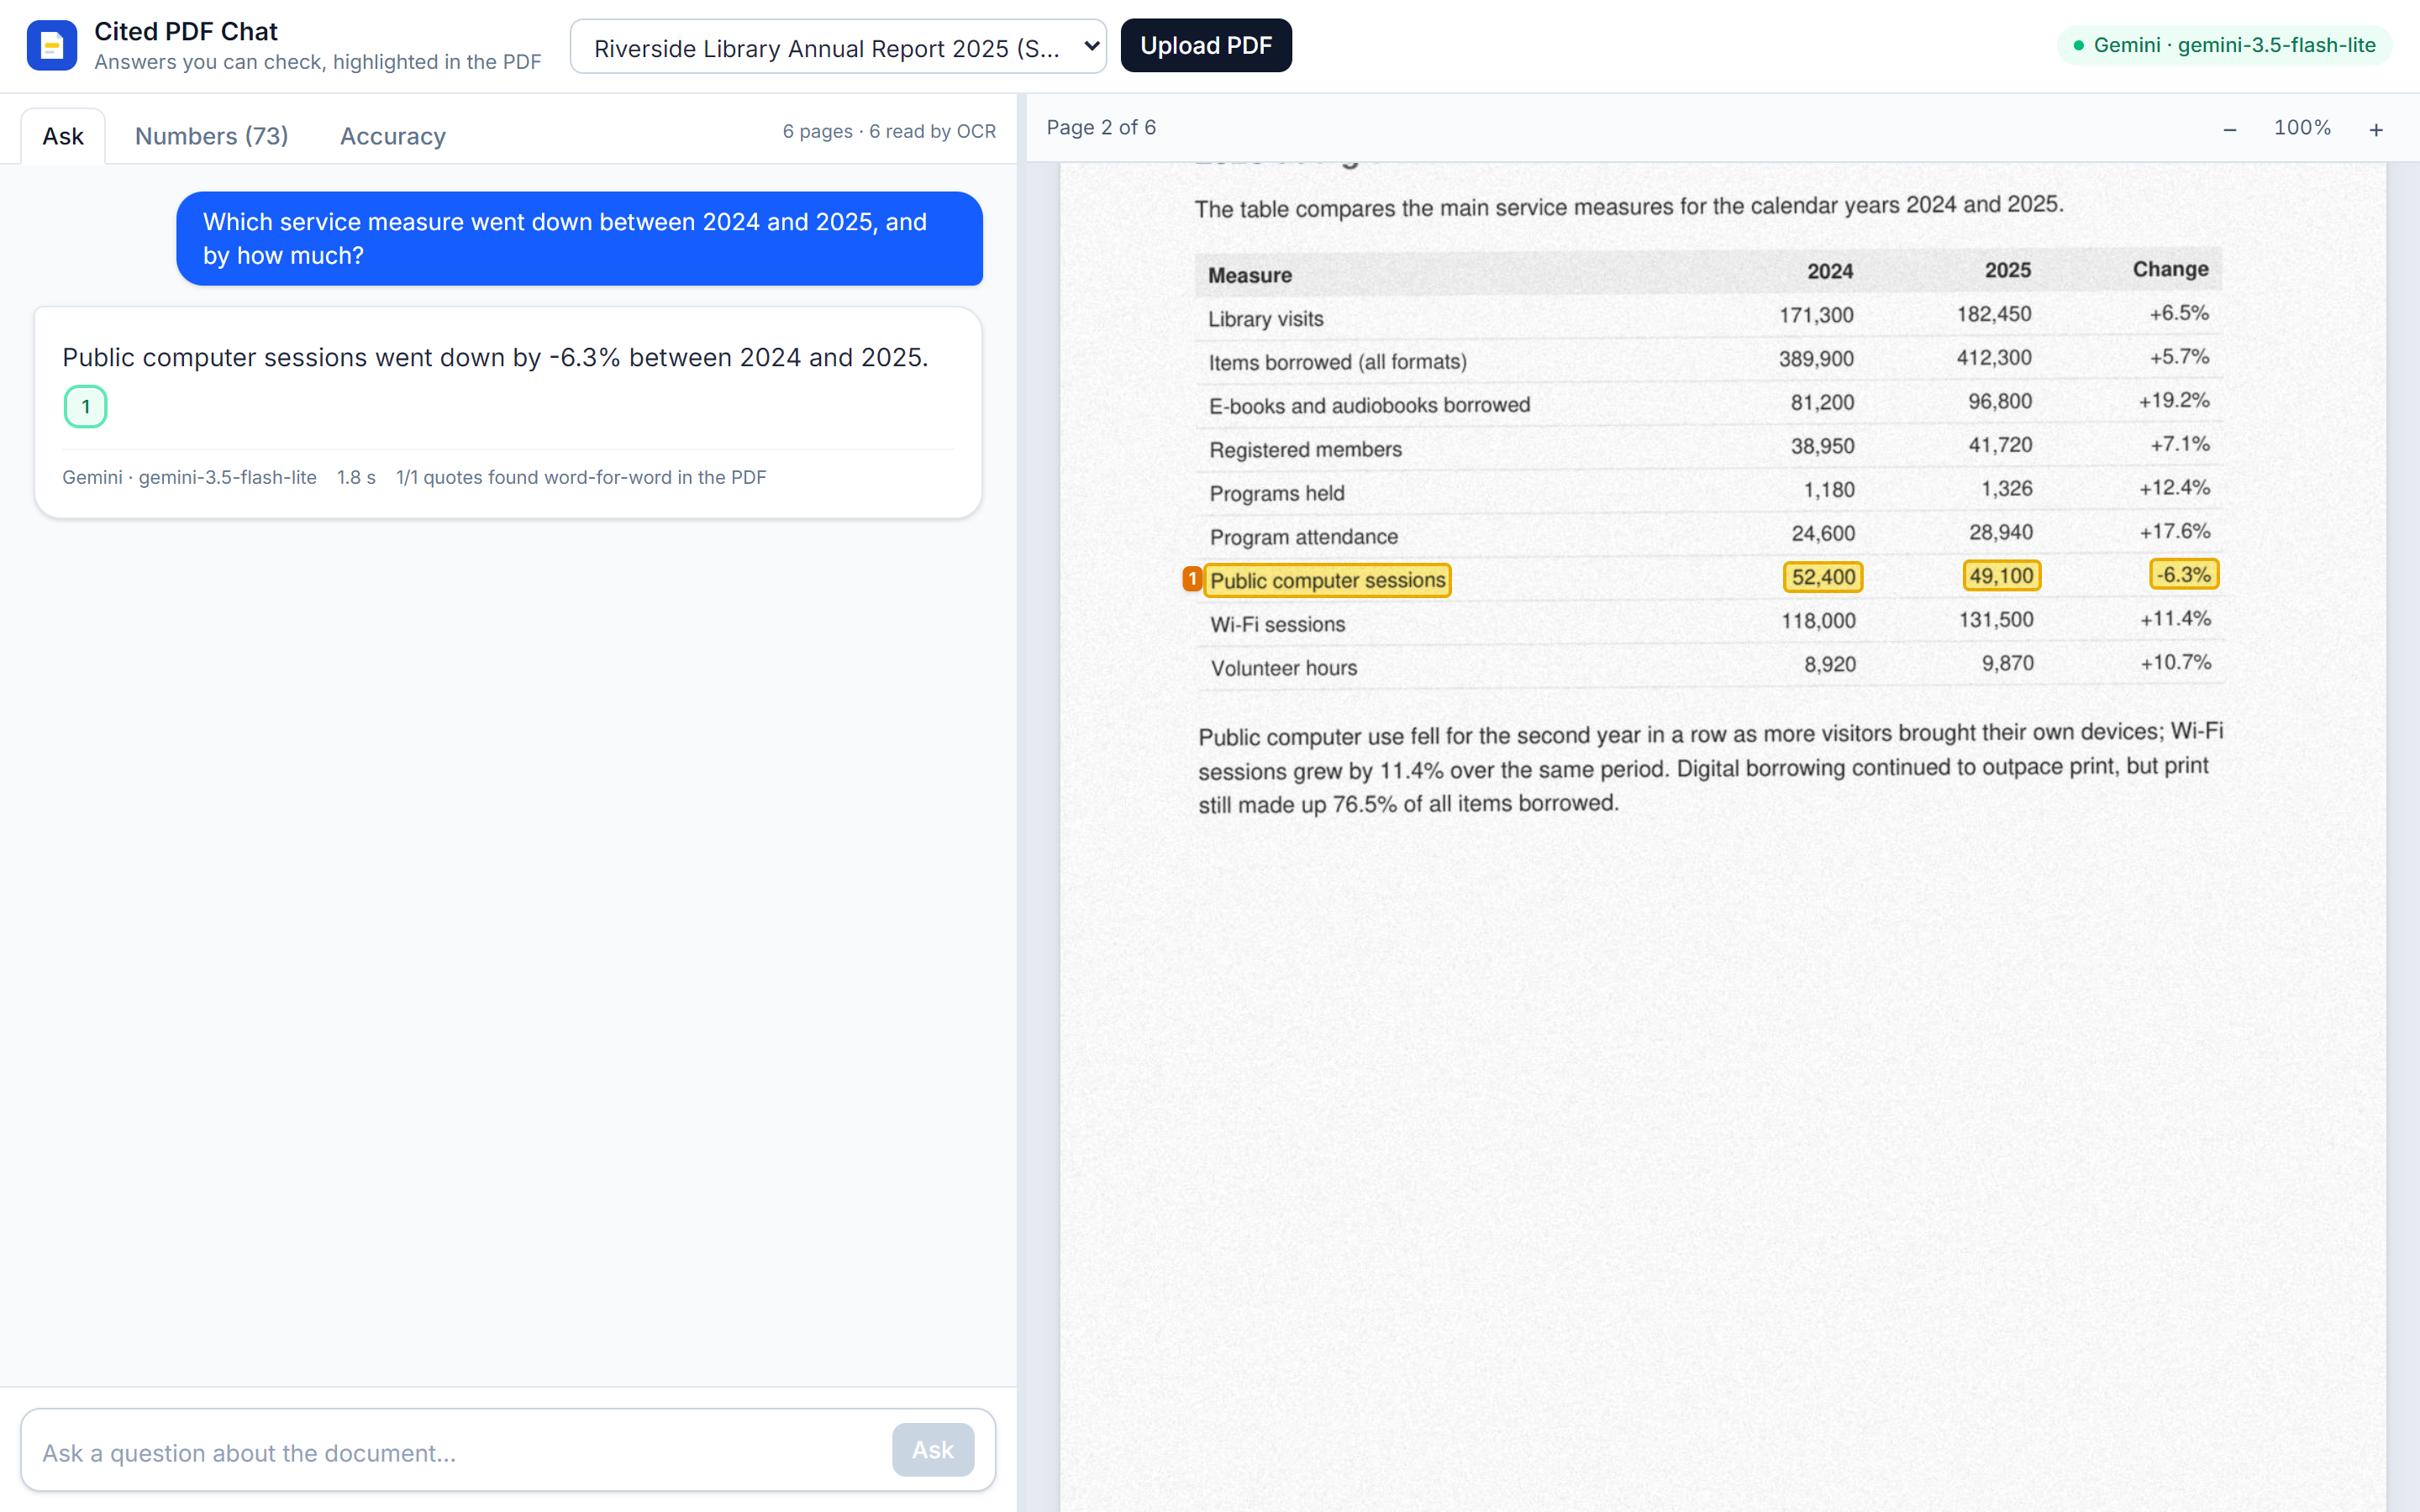 Cited PDF Chat
Answers you can check, highlighted in the PDF
Riverside Library Annual Report 2025 (S...
Upload PDF
Gemini · gemini-3.5-flash-lite
Ask
Numbers (73)
Accuracy
6 pages · 6 read by OCR
Which service measure went down between 2024 and 2025, and
by how much?
Public computer sessions went down by -6.3% between 2024 and 2025.
1
Gemini · gemini-3.5-flash-lite 1.8 s 1/1 quotes found word-for-word in the PDF
Ask a question about the document...
Ask
Page 2 of 6
− 100% +
The table compares the main service measures for the calendar years 2024 and 2025.
Measure 2024 2025 Change
Library visits 171,300 182,450 +6.5%
Items borrowed (all formats) 389,900 412,300 +5.7%
E-books and audiobooks borrowed 81,200 96,800 +19.2%
Registered members 38,950 41,720 +7.1%
Programs held 1,180 1,326 +12.4%
Program attendance 24,600 28,940 +17.6%
1 Public computer sessions 52,400 49,100 -6.3%
Wi-Fi sessions 118,000 131,500 +11.4%
Volunteer hours 8,920 9,870 +10.7%
Public computer use fell for the second year in a row as more visitors brought their own devices; Wi-Fi
sessions grew by 11.4% over the same period. Digital borrowing continued to outpace print, but print
still made up 76.5% of all items borrowed.